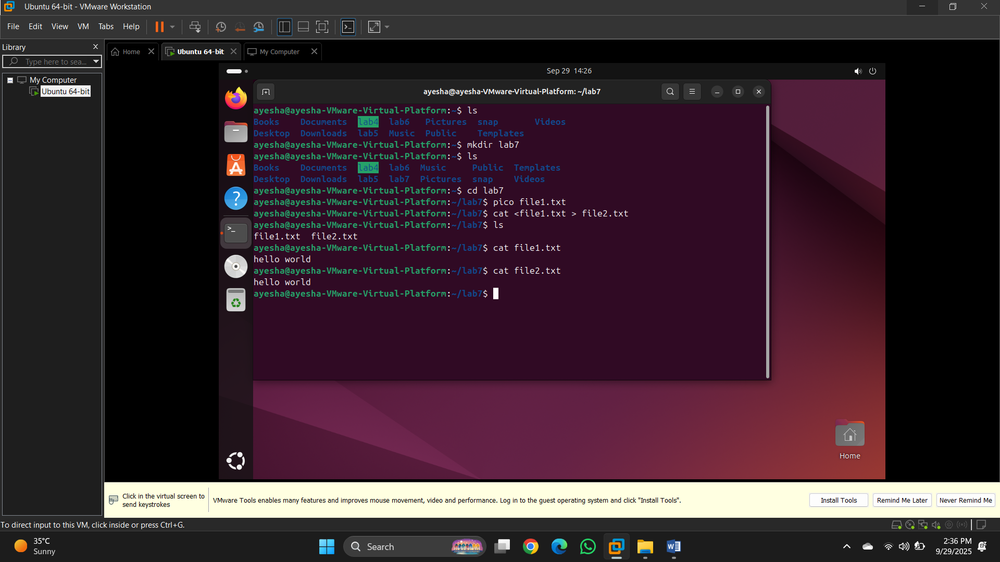 Ubuntu 64-bit - VMware Workstation
File Edit View VM Tabs Help
Library
Type here to sea...
My Computer
Ubuntu 64-bit
Home
Ubuntu 64-bit
My Computer
Sep 29 14:26
ayesha@ayesha-VMware-Virtual-Platform: ~/lab7
ayesha@ayesha-VMware-Virtual-Platform:~$ ls
Books Documents lab4 lab6 Pictures snap Videos
Desktop Downloads lab5 Music Public Templates
ayesha@ayesha-VMware-Virtual-Platform:~$ mkdir lab7
ayesha@ayesha-VMware-Virtual-Platform:~$ ls
Books Documents lab4 lab6 Music Public Templates
Desktop Downloads lab5 lab7 Pictures snap Videos
ayesha@ayesha-VMware-Virtual-Platform:~$ cd lab7
ayesha@ayesha-VMware-Virtual-Platform:~/lab7$ pico file1.txt
ayesha@ayesha-VMware-Virtual-Platform:~/lab7$ cat <file1.txt > file2.txt
ayesha@ayesha-VMware-Virtual-Platform:~/lab7$ ls
file1.txt file2.txt
ayesha@ayesha-VMware-Virtual-Platform:~/lab7$ cat file1.txt
hello world
ayesha@ayesha-VMware-Virtual-Platform:~/lab7$ cat file2.txt
hello world
ayesha@ayesha-VMware-Virtual-Platform:~/lab7$
Home
Click in the virtual screen to
send keystrokes
VMware Tools enables many features and improves mouse movement, video and performance. Log in to the guest operating system and click "Install Tools".
Install Tools
Remind Me Later
Never Remind Me
To direct input to this VM, click inside or press Ctrl+G.
35°C
Sunny
Search
2:36 PM
9/29/2025